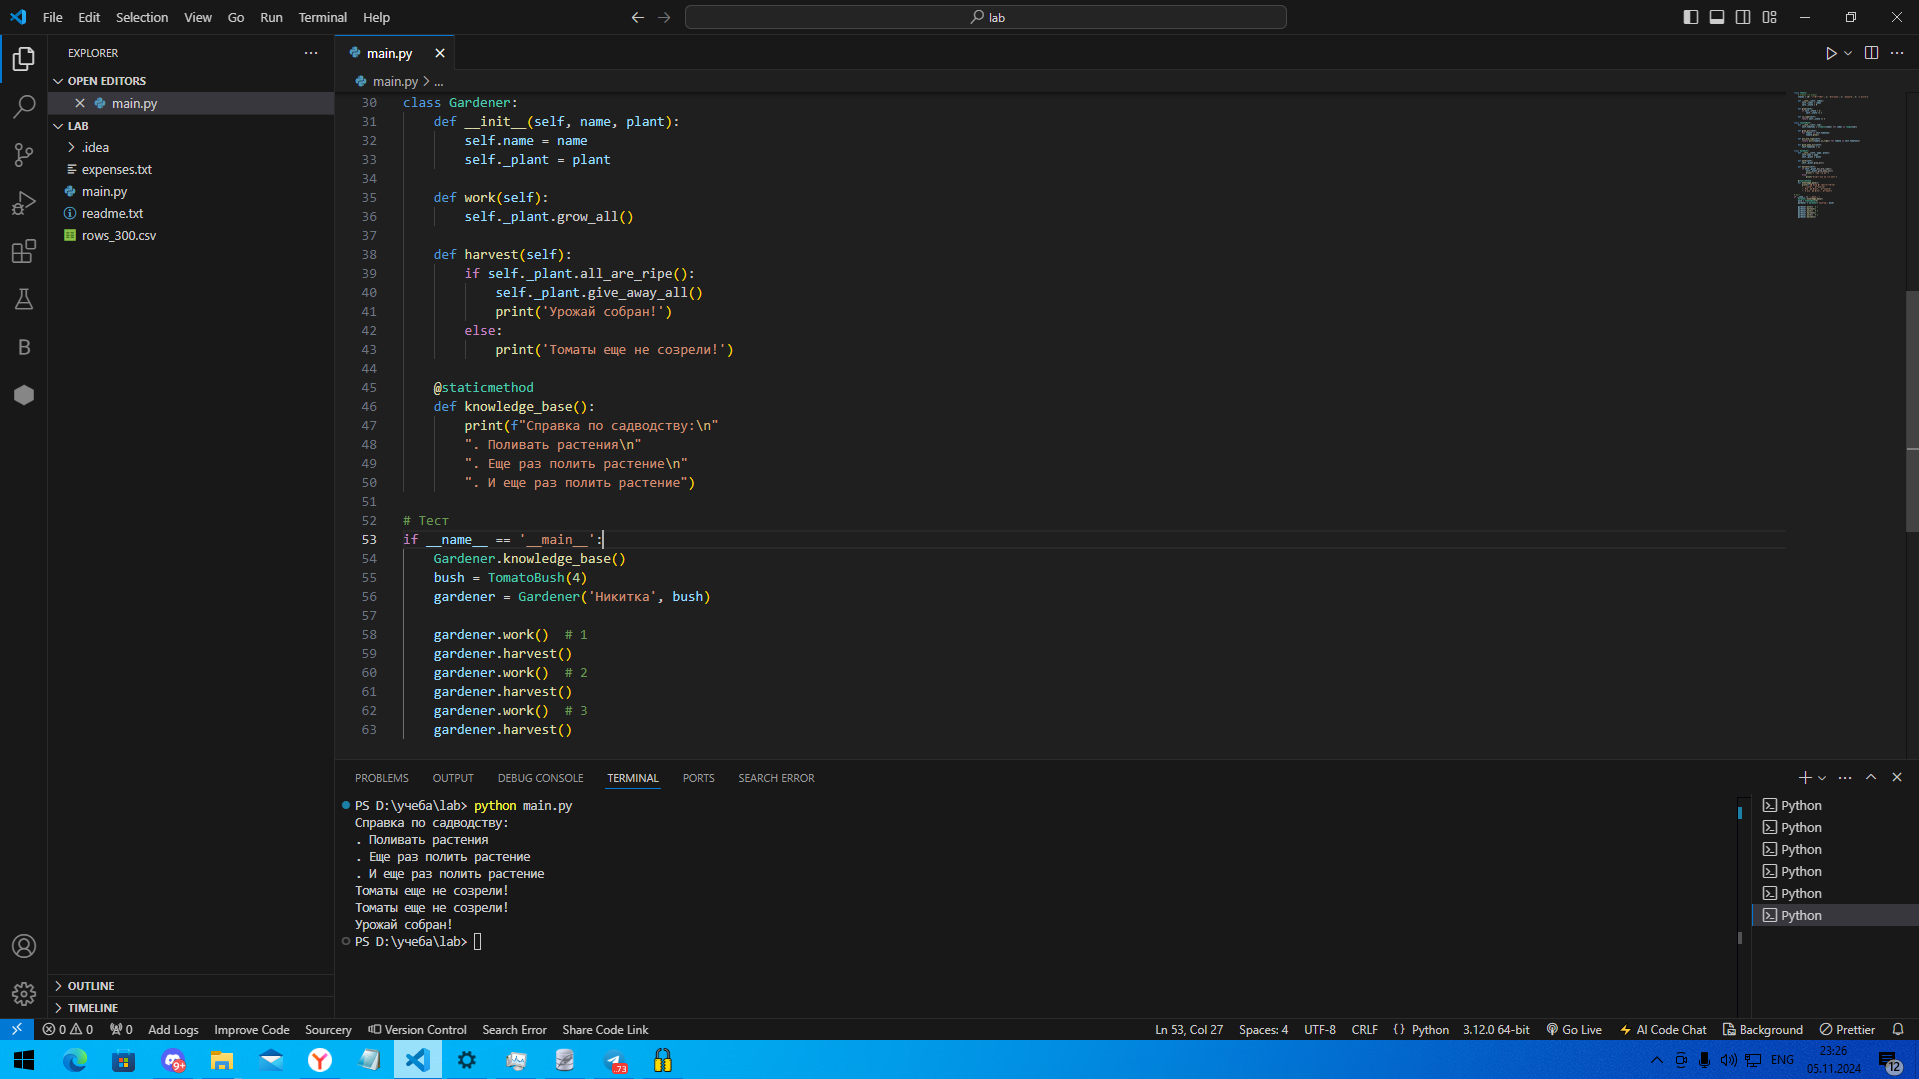 File Edit Selection View Go Run Terminal Help
lab
EXPLORER
OPEN EDITORS
main.py
LAB
.idea
expenses.txt
main.py
readme.txt
rows_300.csv
OUTLINE
TIMELINE
main.py
main.py > ...
30 class Gardener:
31     def __init__(self, name, plant):
32         self.name = name
33         self._plant = plant
34
35     def work(self):
36         self._plant.grow_all()
37
38     def harvest(self):
39         if self._plant.all_are_ripe():
40             self._plant.give_away_all()
41             print('Урожай собран!')
42         else:
43             print('Томаты еще не созрели!')
44
45     @staticmethod
46     def knowledge_base():
47         print(f"Справка по садводству:\n"
48         ". Поливать растения\n"
49         ". Еще раз полить растение\n"
50         ". И еще раз полить растение")
51
52 # Тест
53 if __name__ == '__main__':
54     Gardener.knowledge_base()
55     bush = TomatoBush(4)
56     gardener = Gardener('Никитка', bush)
57
58     gardener.work()  # 1
59     gardener.harvest()
60     gardener.work()  # 2
61     gardener.harvest()
62     gardener.work()  # 3
63     gardener.harvest()
PROBLEMS OUTPUT DEBUG CONSOLE TERMINAL PORTS SEARCH ERROR
PS D:\учеба\lab> python main.py
Справка по садводству:
. Поливать растения
. Еще раз полить растение
. И еще раз полить растение
Томаты еще не созрели!
Томаты еще не созрели!
Урожай собран!
PS D:\учеба\lab>
Python
Python
Python
Python
Python
Python
0 0 0 Add Logs Improve Code Sourcery Version Control Search Error Share Code Link Ln 53, Col 27 Spaces: 4 UTF-8 CRLF {} Python 3.12.0 64-bit Go Live AI Code Chat Background Prettier
9+ 73 ENG 23:26 12
05.11.2024